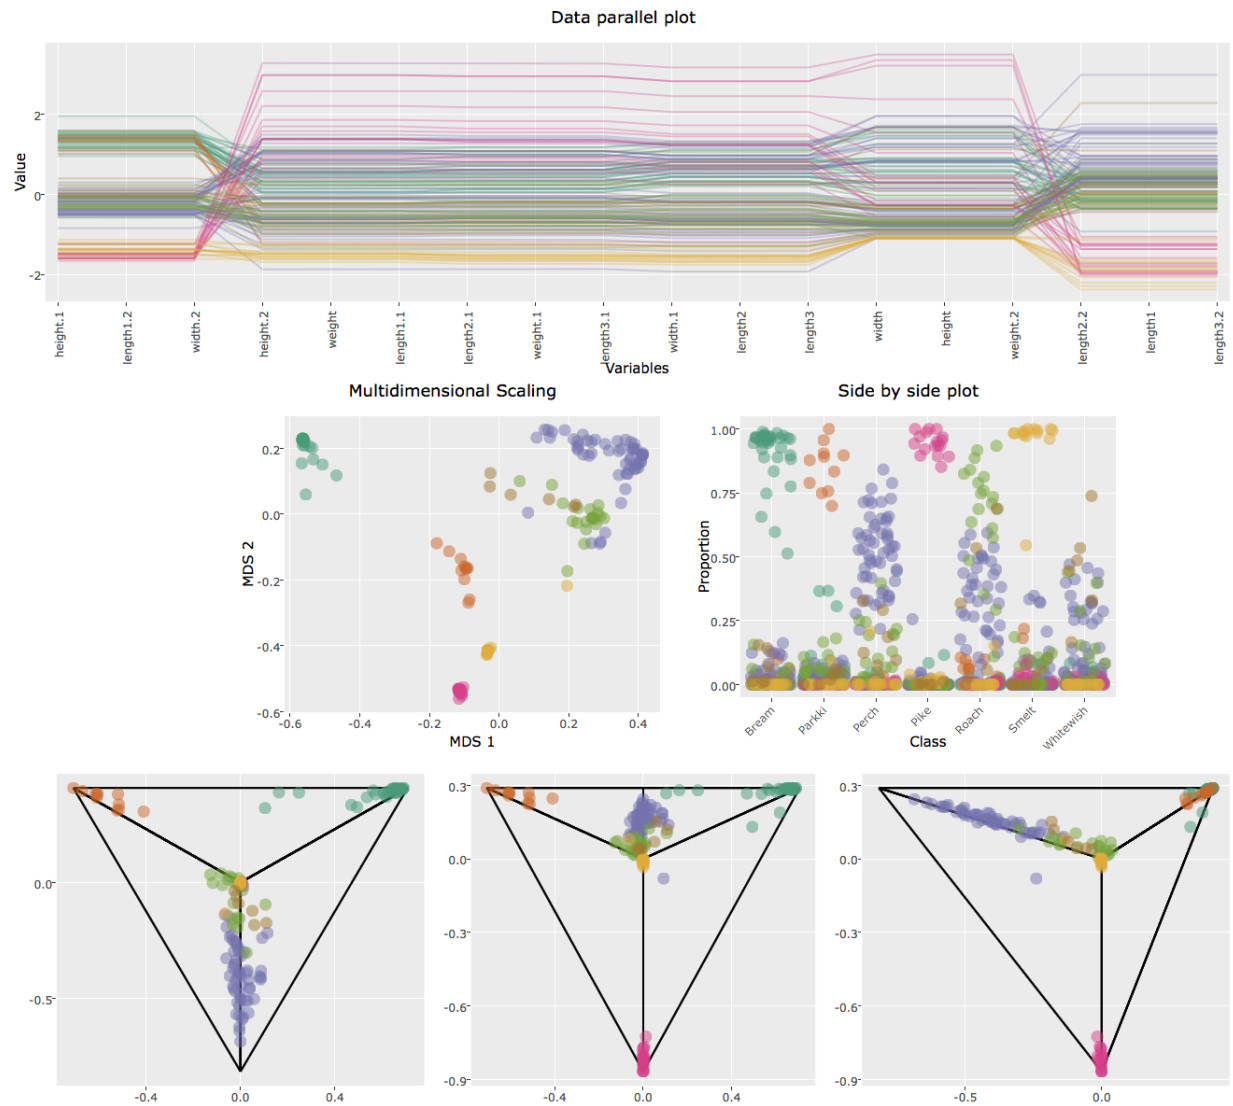 Data parallel plot
Value
2
0
-2
height.1
length1.2
width.2
height.2
weight
length1.1
length2.1
weight.1
length3.1
width.1
length2
length3
width
height
weight.2
length2.2
length1
length3.2
Variables
Multidimensional Scaling
MDS 2
0.2
0.0
-0.2
-0.4
-0.6
-0.6
-0.4
-0.2
0.0
0.2
0.4
MDS 1
Side by side plot
Proportion
1.00
0.75
0.50
0.25
0.00
Bream
Parkki
Perch
Pike
Roach
Smelt
Whitewish
Class
0.0
-0.5
-0.4
0.0
0.4
0.3
0.0
-0.3
-0.6
-0.9
-0.4
0.0
0.4
0.3
0.0
-0.3
-0.6
-0.9
-0.5
0.0